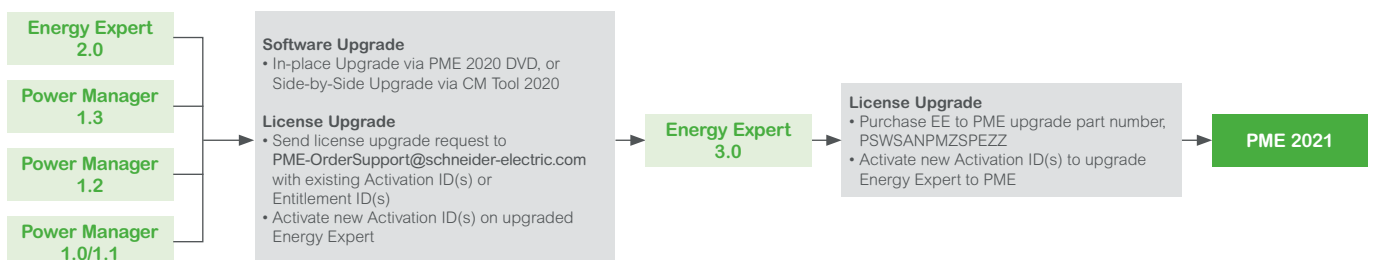 Energy Expert
2.0
Power Manager
1.3
Power Manager
1.2
Power Manager
1.0/1.1
Software Upgrade
• In-place Upgrade via PME 2020 DVD, or
Side-by-Side Upgrade via CM Tool 2020
License Upgrade
• Send license upgrade request to
PME-OrderSupport@schneider-electric.com
with existing Activation ID(s) or
Entitlement ID(s)
• Activate new Activation ID(s) on upgraded
Energy Expert
Energy Expert
3.0
License Upgrade
• Purchase EE to PME upgrade part number,
PSWSANPMZSPEZZ
• Activate new Activation ID(s) to upgrade
Energy Expert to PME
PME 2021